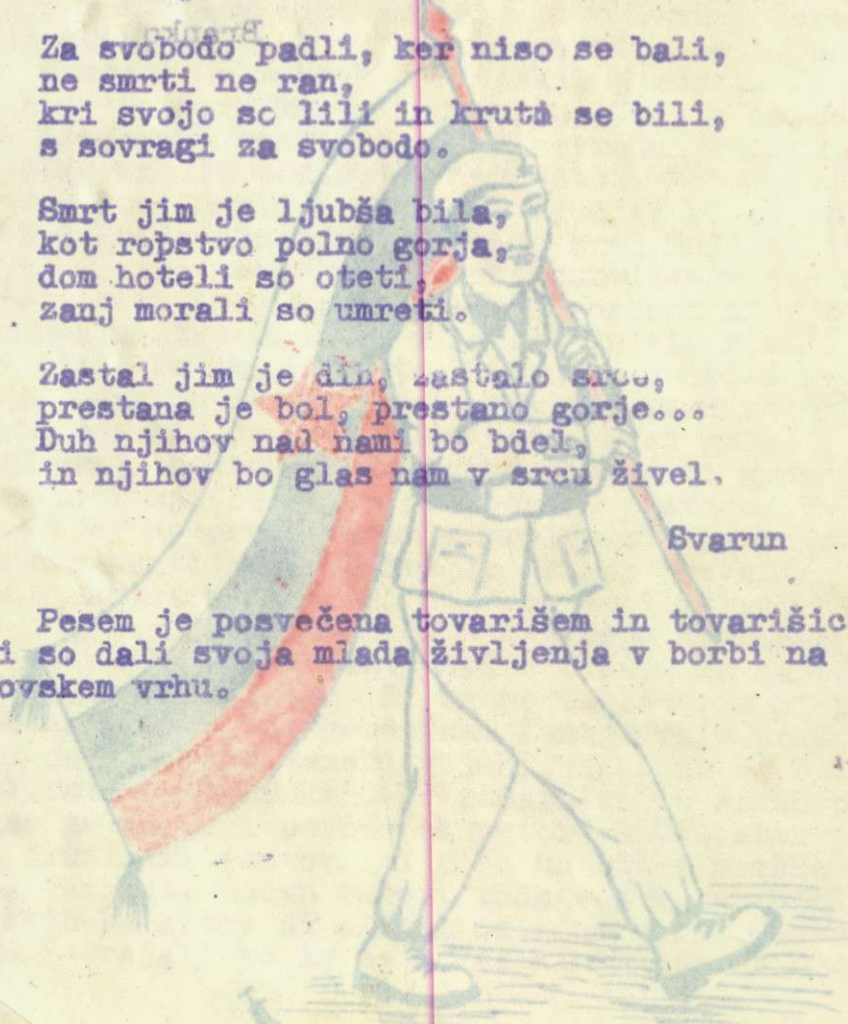 Za svobodo padli, ker niso se bali,
ne smrti ne ran,
kri svojo so lili in kruti se bili,
s sovragi za svobodo.
Smrt jim je ljubša bila,
kot ropstvo polno gorja,
dom hoteli so oteti,
zanj morali so umreti.
Zastal jim je dih, zastalo srce,
prestana je bol, prestano gorje...
Duh njihov nad nami bo bdel,
in njihov bo glas nam v srcu živel.
Svarun
Pesem je posvečena tovarišem in tovarišic
i so dali svoja mlada življenja v borbi na
ovskem vrhu.